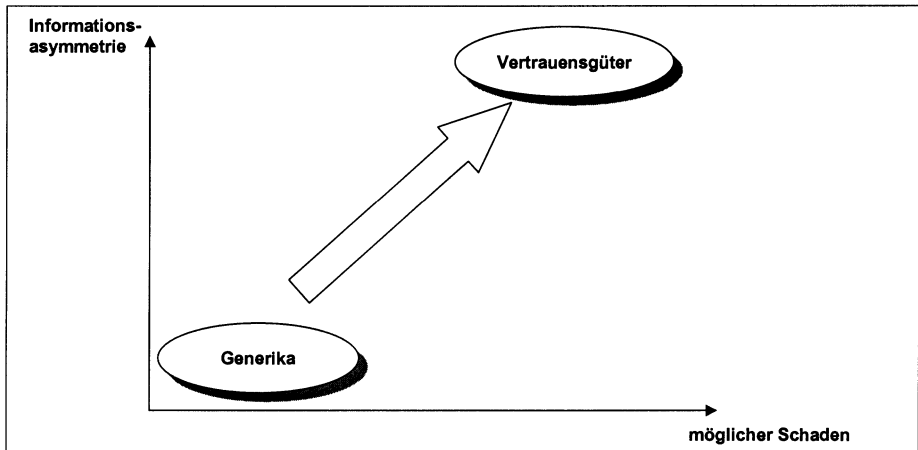 Informations-
asymmetrie
Vertrauensgüter
Generika
möglicher Schaden